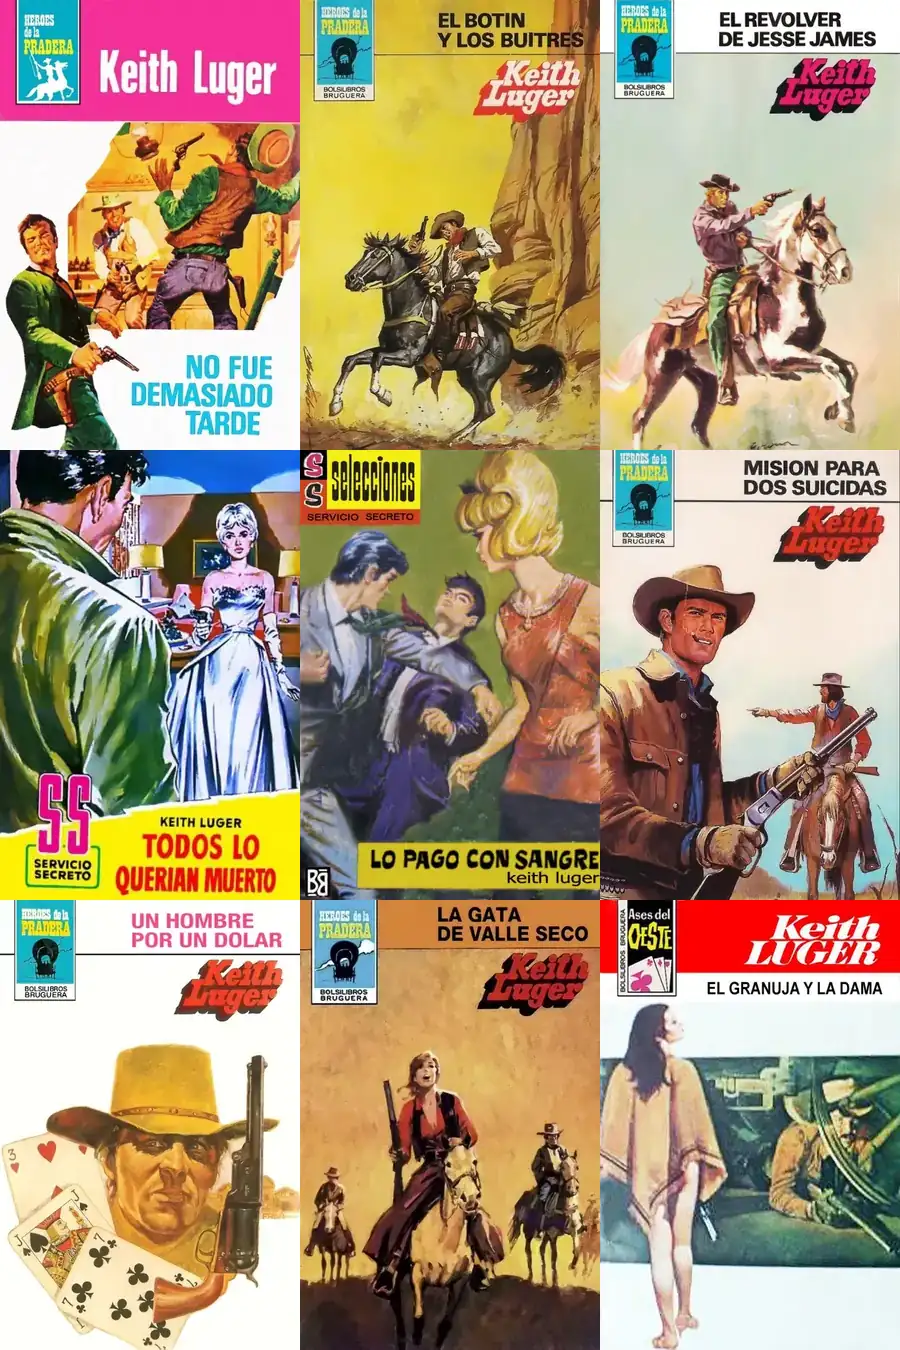 HEROES
de la
PRADERA
Keith Luger
NO FUE
DEMASIADO
TARDE
HEROES de la
PRADERA
BOLSILIBROS
BRUGUERA
EL BOTIN
Y LOS BUITRES
Keith
Luger
HEROES de la
PRADERA
BOLSILIBROS
BRUGUERA
EL REVOLVER
DE JESSE JAMES
Keith
Luger
SS
SERVICIO
SECRETO
KEITH LUGER
TODOS LO
QUERIAN MUERTO
SS
selecciones
SERVICIO SECRETO
LO PAGO CON SANGRE
keith luger
HEROES de la
PRADERA
BOLSILIBROS
BRUGUERA
MISION PARA
DOS SUICIDAS
Keith
Luger
HEROES de la
PRADERA
BOLSILIBROS
BRUGUERA
UN HOMBRE
POR UN DOLAR
Keith
Luger
3
J
J
7
7
HEROES de la
PRADERA
BOLSILIBROS
BRUGUERA
LA GATA
DE VALLE SECO
Keith
Luger
BOLSILIBROS BRUGUERA
Ases del
OESTE
Keith
LUGER
EL GRANUJA Y LA DAMA